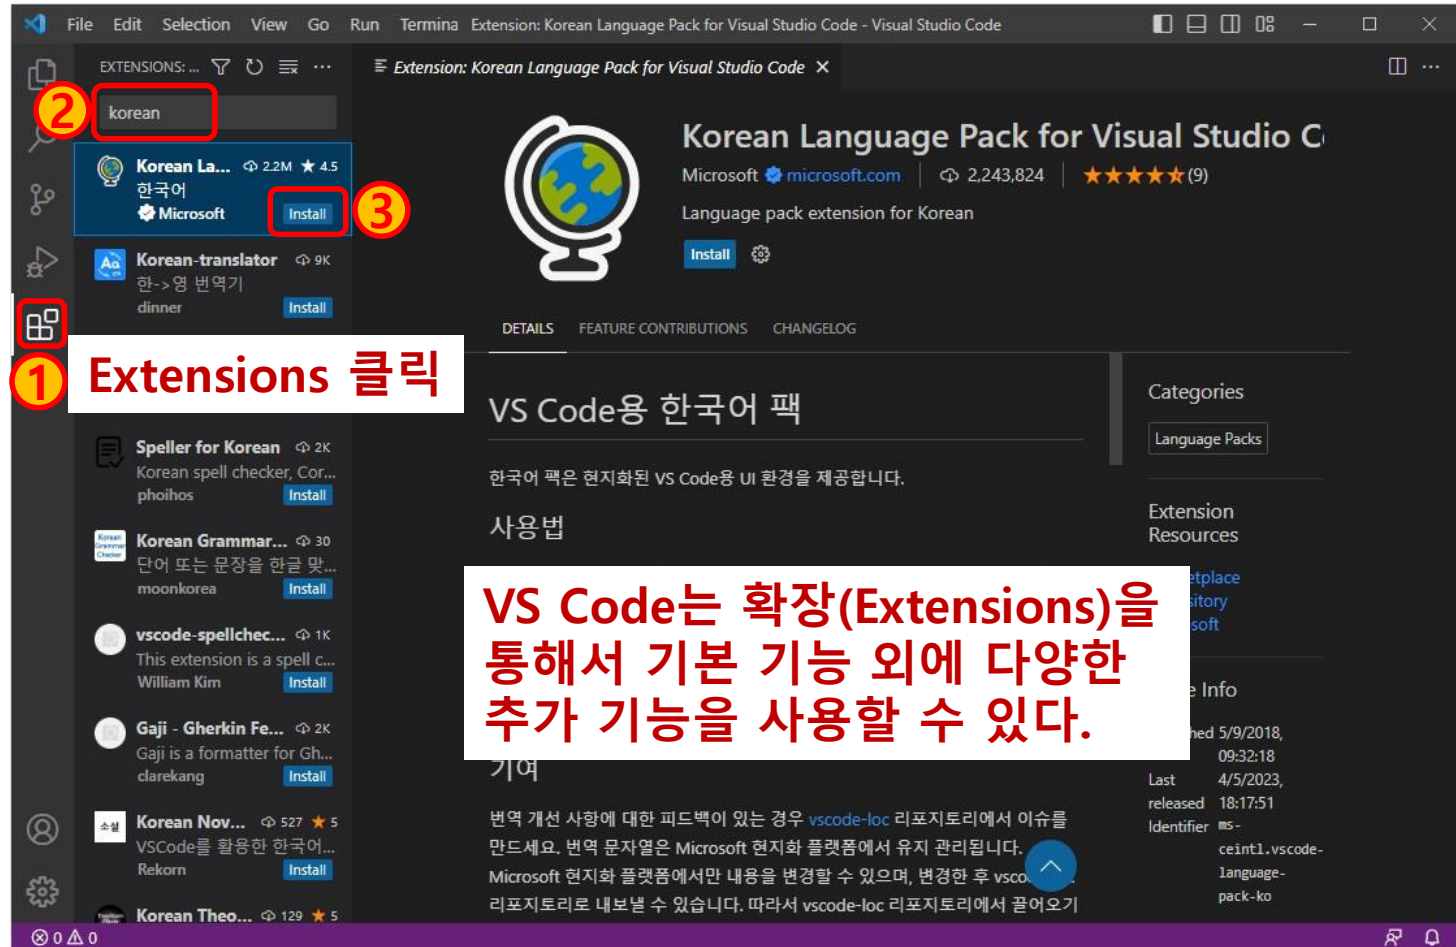 File Edit Selection View Go Run Termina Extension: Korean Language Pack for Visual Studio Code - Visual Studio Code
EXTENSIONS: ...
Extension: Korean Language Pack for Visual Studio Code
②
korean
Korean La... 2.2M ★ 4.5
한국어
Microsoft Install
③
Korean-translator 9K
한->영 번역기
dinner Install
①
Extensions 클릭
Speller for Korean 2K
Korean spell checker, Cor...
phoihos Install
Korean Grammar Checker
Korean Grammar... 30
단어 또는 문장을 한글 맞...
moonkorea Install
vscode-spellchec... 1K
This extension is a spell c...
William Kim Install
Gaji - Gherkin Fe... 2K
Gaji is a formatter for Gh...
clarekang Install
소설
Korean Nov... 527 ★ 5
VSCode를 활용한 한국어...
Rekorn Install
Korean Theo... 129 ★ 5
Korean Language Pack for Visual Studio C
Microsoft microsoft.com 2,243,824 ★★★★★(9)
Language pack extension for Korean
Install
DETAILS FEATURE CONTRIBUTIONS CHANGELOG
VS Code용 한국어 팩
한국어 팩은 현지화된 VS Code용 UI 환경을 제공합니다.
사용법
VS Code는 확장(Extensions)을
통해서 기본 기능 외에 다양한
추가 기능을 사용할 수 있다.
기여
번역 개선 사항에 대한 피드백이 있는 경우 vscode-loc 리포지토리에서 이슈를
만드세요. 번역 문자열은 Microsoft 현지화 플랫폼에서 유지 관리됩니다.
Microsoft 현지화 플랫폼에서만 내용을 변경할 수 있으며, 변경한 후 vsco
리포지토리로 내보낼 수 있습니다. 따라서 vscode-loc 리포지토리에서 끌어오기
Categories
Language Packs
Extension
Resources
etplace
sitory
soft
e Info
hed 5/9/2018,
09:32:18
Last 4/5/2023,
released 18:17:51
Identifier ms-
ceintl.vscode-
language-
pack-ko
0 0